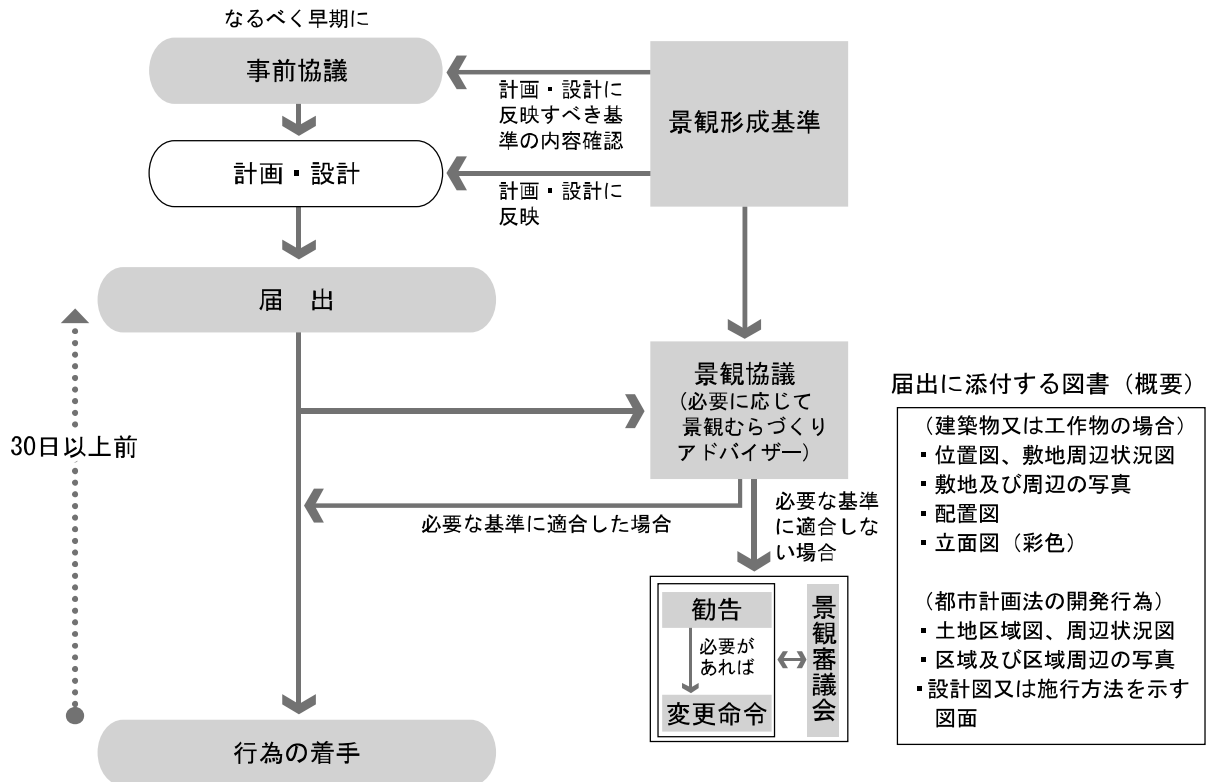 なるべく早期に
事前協議
計画・設計に
反映すべき基
準の内容確認
景観形成基準
計画・設計
計画・設計に
反映
届 出
30日以上前
景観協議
(必要に応じて
景観むらづくり
アドバイザー)
必要な基準に適合した場合
必要な基準
に適合しな
い場合
勧告
必要が
あれば
変更命令
景観審議会
行為の着手
届出に添付する図書(概要)
(建築物又は工作物の場合)
・位置図、敷地周辺状況図
・敷地及び周辺の写真
・配置図
・立面図(彩色)
(都市計画法の開発行為)
・土地区域図、周辺状況図
・区域及び区域周辺の写真
・設計図又は施行方法を示す
図面